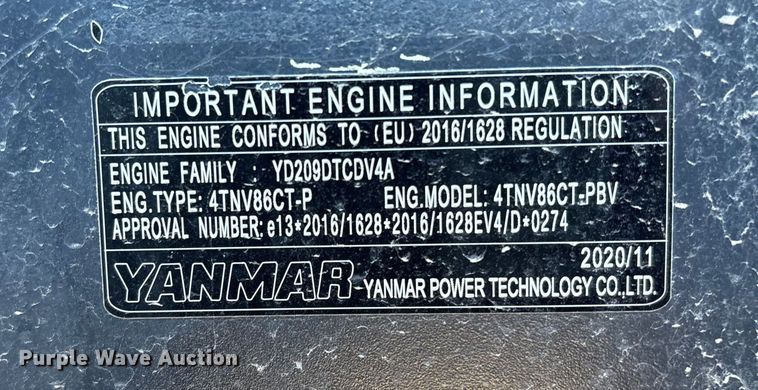 IMPORTANT ENGINE INFORMATION
THIS ENGINE CONFORMS TO (EU) 2016/1628 REGULATION
ENGINE FAMILY : YD209DTCDV4A
ENG.TYPE: 4TNV86CT-P ENG.MODEL: 4TNV86CT-PBV
APPROVAL NUMBER: e13*2016/1628*2016/1628EV4/D*0274
2020/11
YANMAR YANMAR POWER TECHNOLOGY CO.,LTD.
Purple Wave Auction